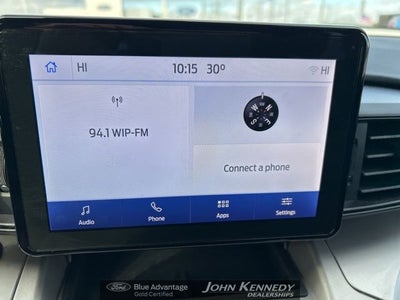 HI 10:15 30° HI
94.1 WIP-FM
Connect a phone
Audio Phone Apps Settings
Ford Blue Advantage JOHN KENNEDY
Gold Certified DEALERSHIPS